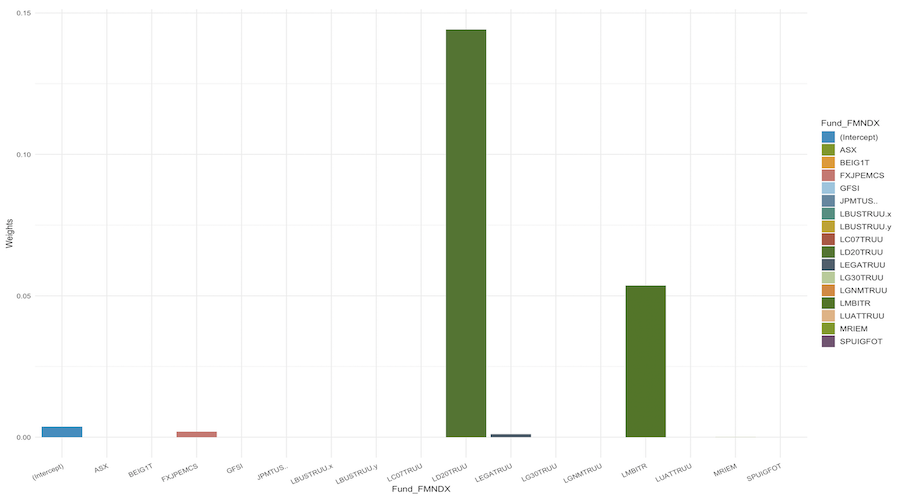 0.15
0.10
0.05
0.00
Weights
(Intercept)
ASX
BEIG1T
FXJPEMCS
GFSI
JPMTUS..
LBUSTRUU.x
LBUSTRUU.y
LC07TRUU
LD20TRUU
LEGATRUU
LG30TRUU
LGNMTRUU
LMBITR
LUATTRUU
MRIEM
SPUIGFOT
Fund_FMNDX
Fund_FMNDX
(Intercept)
ASX
BEIG1T
FXJPEMCS
GFSI
JPMTUS..
LBUSTRUU.x
LBUSTRUU.y
LC07TRUU
LD20TRUU
LEGATRUU
LG30TRUU
LGNMTRUU
LMBITR
LUATTRUU
MRIEM
SPUIGFOT